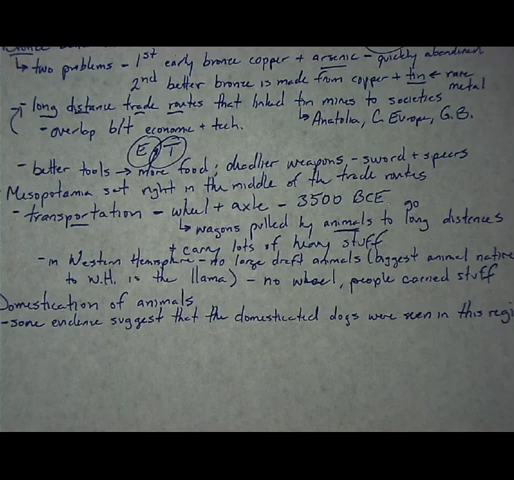 ↳ two problems - 1st early bronze copper + arsenic - quickly abandoned
2nd better bronze is made from copper + tin ← rare metal
- long distance trade routes that linked tin mines to societies
↳ Anatolia, C. Europe, G.B.
- overlap b/t economic + tech.
E T
- better tools → more food; deadlier weapons - sword + spears
Mesopotamia sat right in the middle of the trade routes
- transportation - wheel + axle - 3500 BCE
↳ wagons pulled by animals to go long distences
+ carry lots of heavy stuff
- in Western Hemisphere - no large draft animals (biggest animal native
to W.H. is the llama) - no wheel, people carried stuff
Domestication of animals
- some evidence suggest that the domesticated dogs were seen in this regi